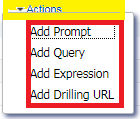 Actions
Add Prompt
Add Query
Add Expression
Add Drilling URL